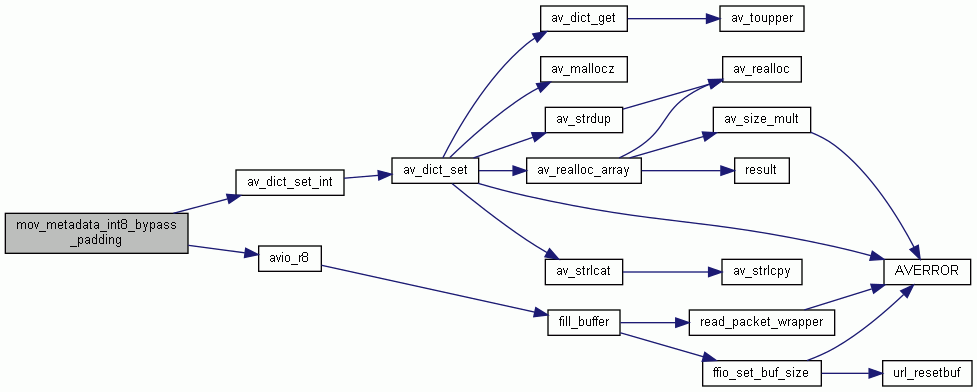 mov_metadata_int8_bypass
_padding
av_dict_set_int
avio_r8
av_dict_set
av_dict_get
av_mallocz
av_strdup
av_realloc_array
av_strlcat
fill_buffer
av_toupper
av_realloc
av_size_mult
result
av_strlcpy
read_packet_wrapper
ffio_set_buf_size
AVERROR
url_resetbuf